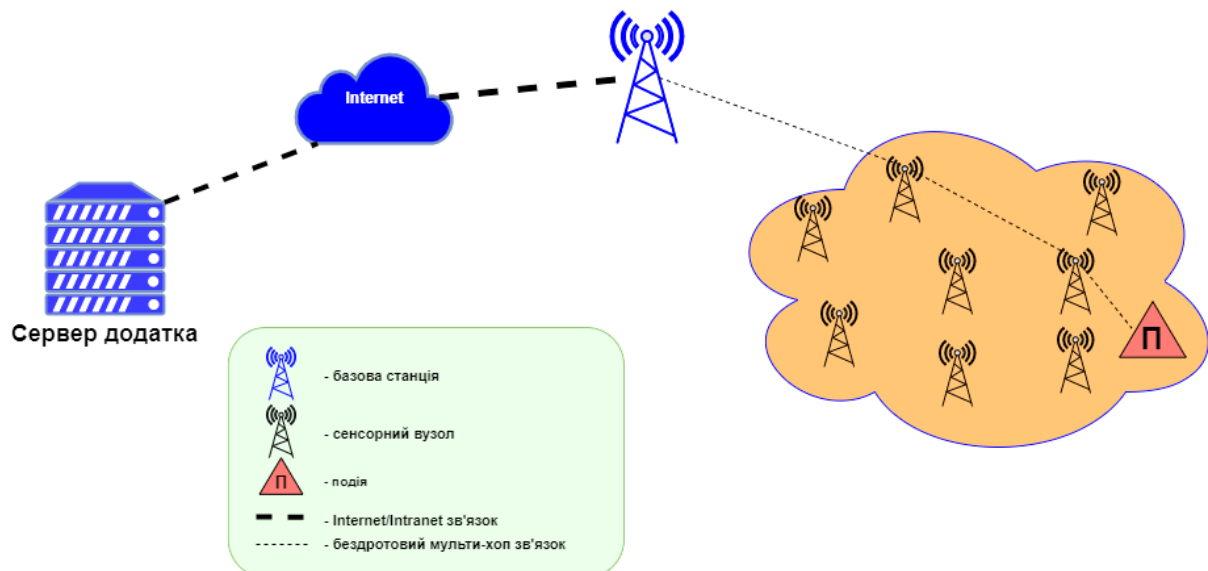 Internet
П
Сервер додатка
- базова станція
- сенсорний вузол
П - подія
- Internet/Intranet зв'язок
- бездротовий мульти-хоп зв'язок